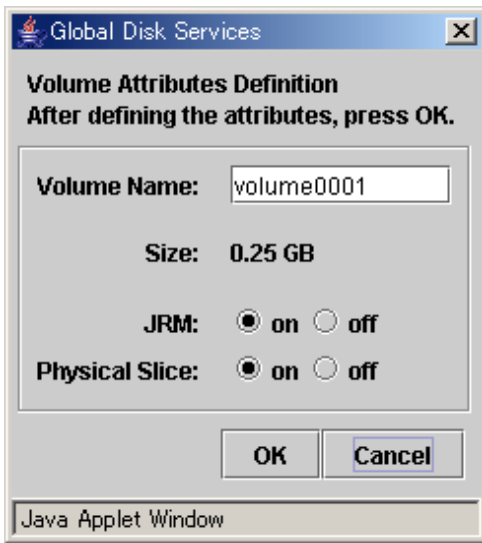 Global Disk Services
Volume Attributes Definition
After defining the attributes, press OK.
Volume Name: volume0001
Size: 0.25 GB
JRM: on off
Physical Slice: on off
OK Cancel
Java Applet Window